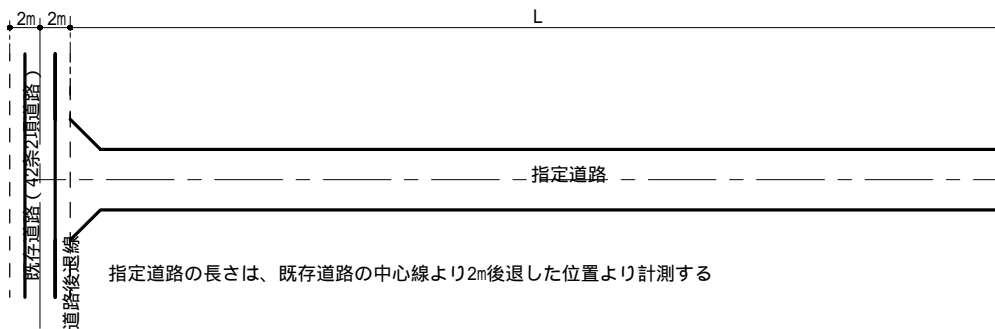 2m 2m L
既存道路(42条2項道路)
道路後退線
指定道路
指定道路の長さは、既存道路の中心線より2m後退した位置より計測する